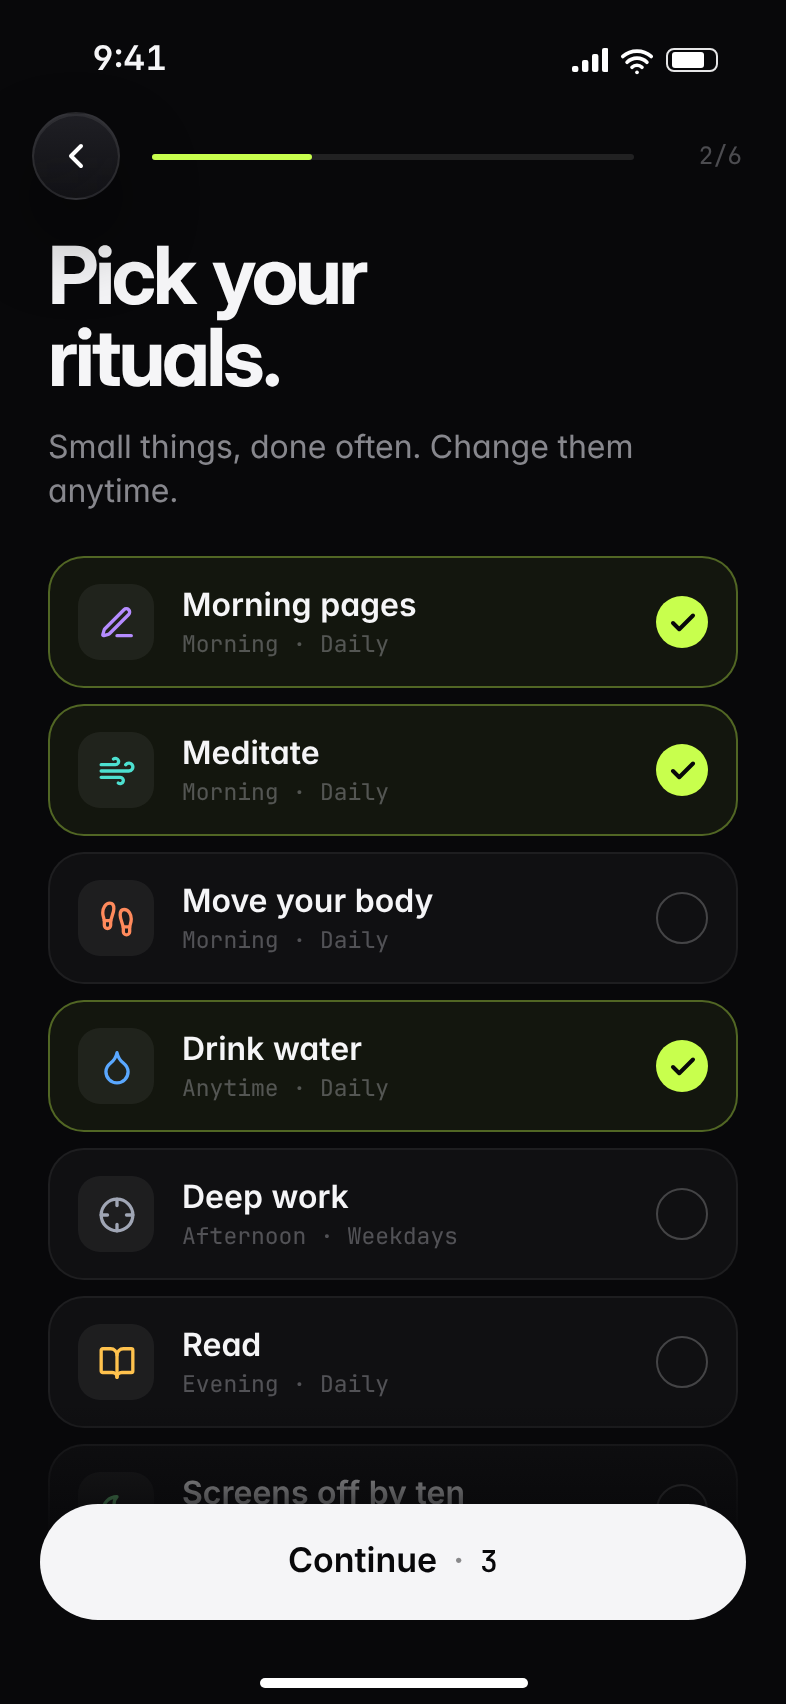 9:41
2/6
Pick your
rituals.
Small things, done often. Change them
anytime.
Morning pages
Morning · Daily
Meditate
Morning · Daily
Move your body
Morning · Daily
Drink water
Anytime · Daily
Deep work
Afternoon · Weekdays
Read
Evening · Daily
Screens off by ten
Continue · 3